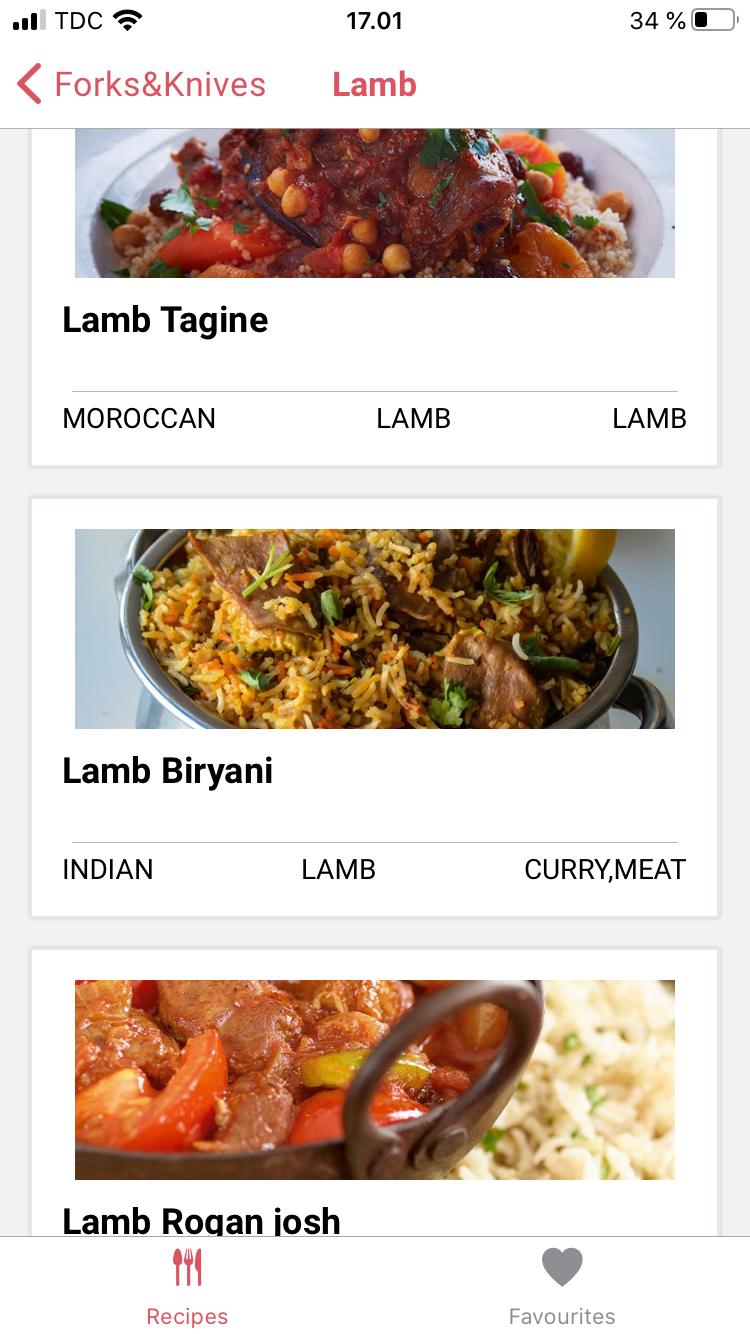 TDC 17.01 34 %
Forks&Knives Lamb
Lamb Tagine
MOROCCAN LAMB LAMB
Lamb Biryani
INDIAN LAMB CURRY,MEAT
Lamb Rogan josh
Recipes Favourites